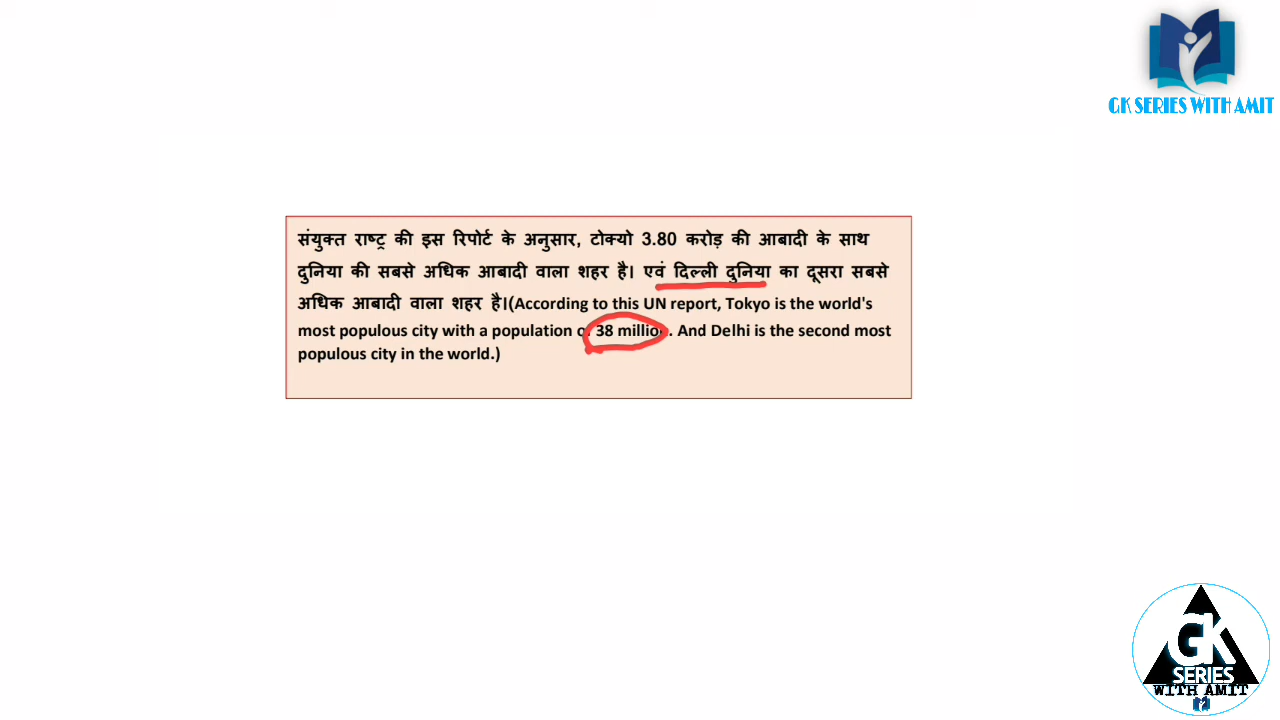 GK SERIES WITH AMIT
संयुक्त राष्ट्र की इस रिपोर्ट के अनुसार, टोक्यो 3.80 करोड़ की आबादी के साथ
दुनिया की सबसे अधिक आबादी वाला शहर है। एवं दिल्ली दुनिया का दूसरा सबसे
अधिक आबादी वाला शहर है।(According to this UN report, Tokyo is the world's
most populous city with a population of 38 million. And Delhi is the second most
populous city in the world.)
GK
SERIES
WITH AMIT